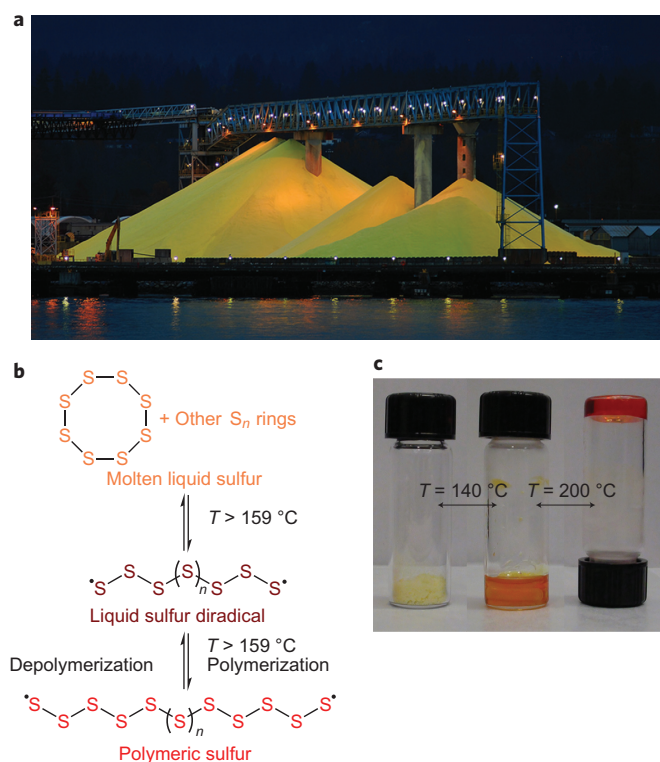 a
b
S S
S S
S S
S S
+ Other Sₙ rings
Molten liquid sulfur
T > 159 °C
•S S S (S)ₙ S S S•
Liquid sulfur diradical
T > 159 °C
Depolymerization Polymerization
•S S S S S (S)ₙ S S S S S•
Polymeric sulfur
c
T = 140 °C T = 200 °C